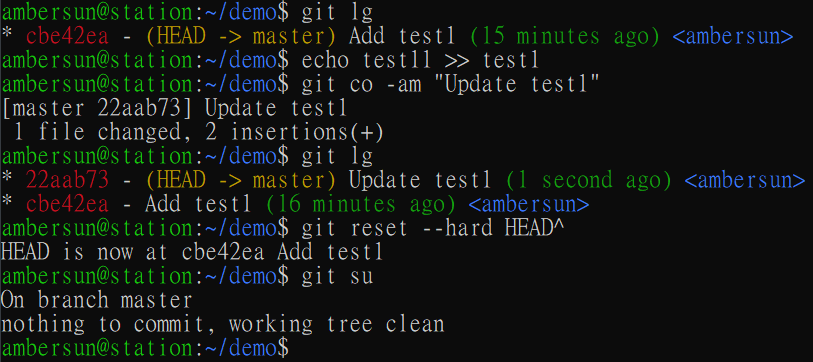 ambersun@station:~/demo$ git lg
* cbe42ea - (HEAD -> master) Add test1 (15 minutes ago) <ambersun>
ambersun@station:~/demo$ echo test11 >> test1
ambersun@station:~/demo$ git co -am "Update test1"
[master 22aab73] Update test1
 1 file changed, 2 insertions(+)
ambersun@station:~/demo$ git lg
* 22aab73 - (HEAD -> master) Update test1 (1 second ago) <ambersun>
* cbe42ea - Add test1 (16 minutes ago) <ambersun>
ambersun@station:~/demo$ git reset --hard HEAD^
HEAD is now at cbe42ea Add test1
ambersun@station:~/demo$ git su
On branch master
nothing to commit, working tree clean
ambersun@station:~/demo$